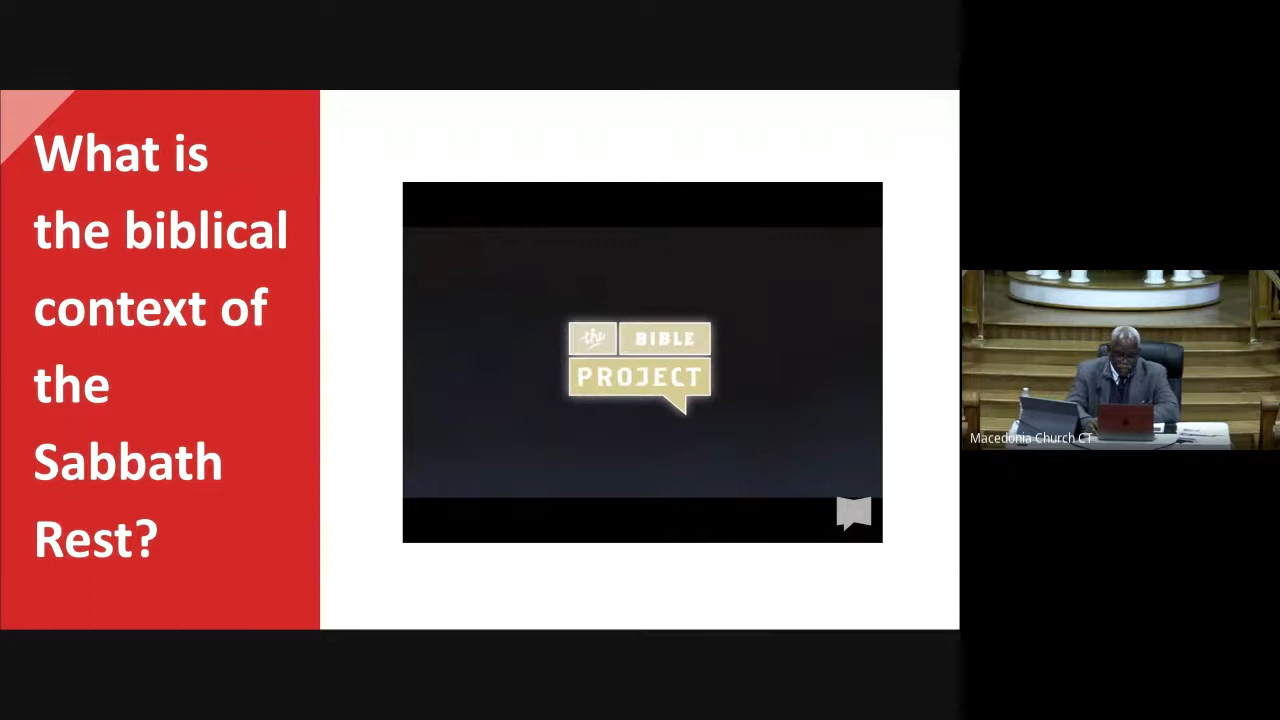 What is
the biblical
context of
the
Sabbath
Rest?
the BIBLE
PROJECT
Macedonia Church CT